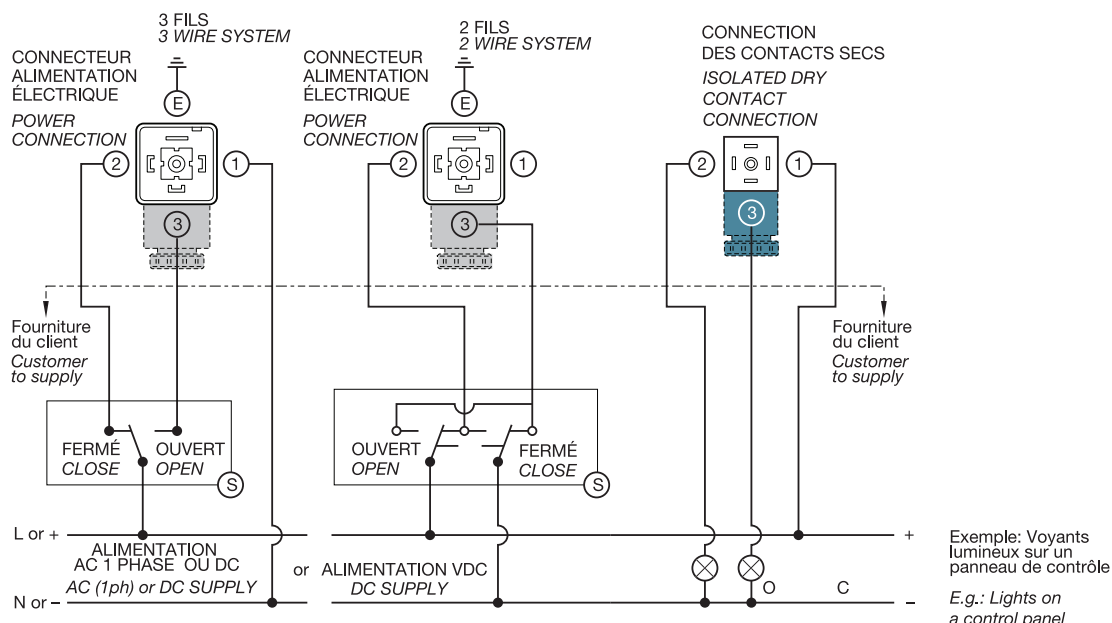 3 FILS
3 WIRE SYSTEM
CONNECTEUR
ALIMENTATION
ÉLECTRIQUE
POWER
CONNECTION
E
2
1
3
2 FILS
2 WIRE SYSTEM
CONNECTEUR
ALIMENTATION
ÉLECTRIQUE
POWER
CONNECTION
E
2
1
3
CONNECTION
DES CONTACTS SECS
ISOLATED DRY
CONTACT
CONNECTION
2
1
3
Fourniture
du client
Customer
to supply
Fourniture
du client
Customer
to supply
FERMÉ
CLOSE
OUVERT
OPEN
S
OUVERT
OPEN
FERMÉ
CLOSE
S
L or +
+
ALIMENTATION
AC 1 PHASE OU DC
AC (1ph) or DC SUPPLY
or
ALIMENTATION VDC
DC SUPPLY
O
C
N or –
–
Exemple: Voyants
lumineux sur un
panneau de contrôle
E.g.: Lights on
a control panel